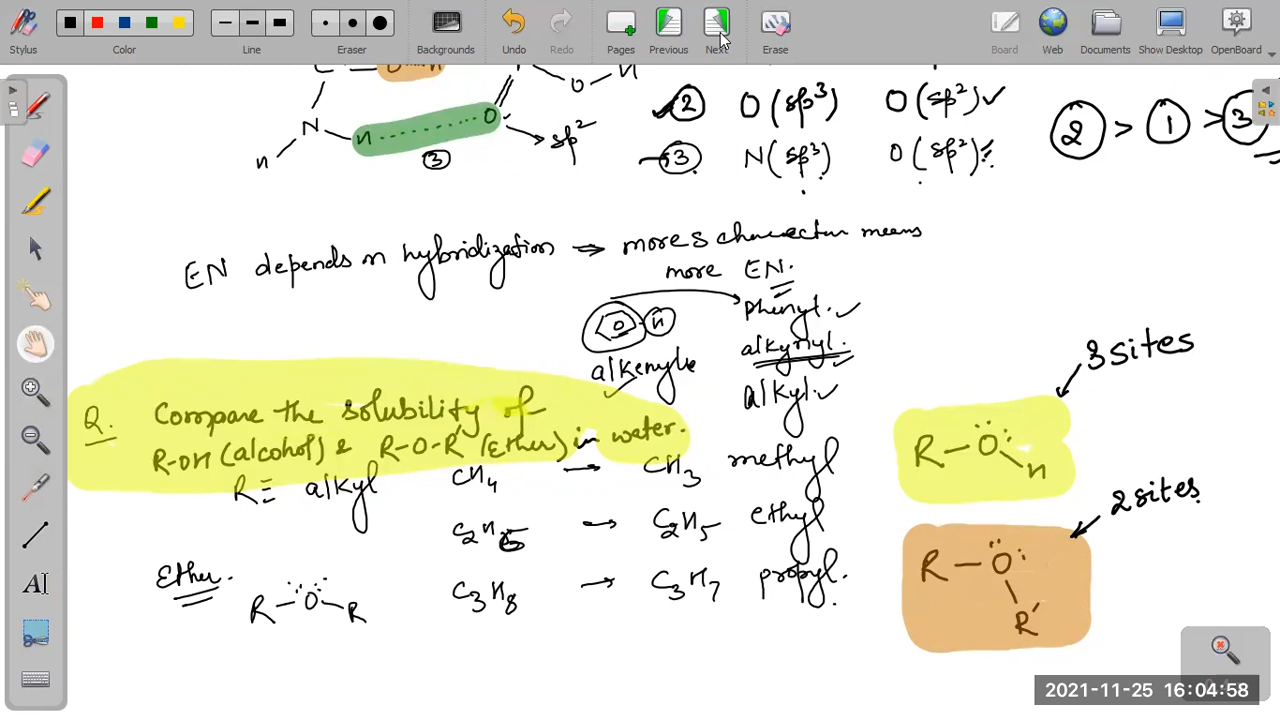 Stylus
Color
Line
Eraser
Backgrounds
Undo
Redo
Pages
Previous
Next
Erase
Board
Web
Documents
Show Desktop
OpenBoard
O n
O n
2 O (sp3) O (sp2) ✓
N n O sp2
n 3
3 N (sp3) O (sp2)
2 > 1 > 3
EN depends on hybridization → more s character means
more EN.
O n phenyl. ✓
alkenyl alkynyl. ✓
alkyl ✓
3 sites
Q. Compare the solubility of
R-OH (alcohol) & R-O-R' (Ether) in water.
R-O: n
R ≡ alkyl CH4 → CH3 methyl
C2H6 → C2H5 ethyl
2 sites
Ether. R-O-R
C3H8 → C3H7 propyl.
R-O: R'
AI
2021-11-25 16:04:58